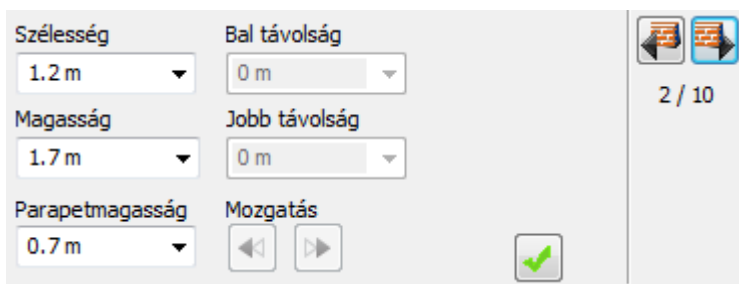 Szélesség
Bal távolság
1.2 m
0 m
2 / 10
Magasság
Jobb távolság
1.7 m
0 m
Parapetmagasság
Mozgatás
0.7 m